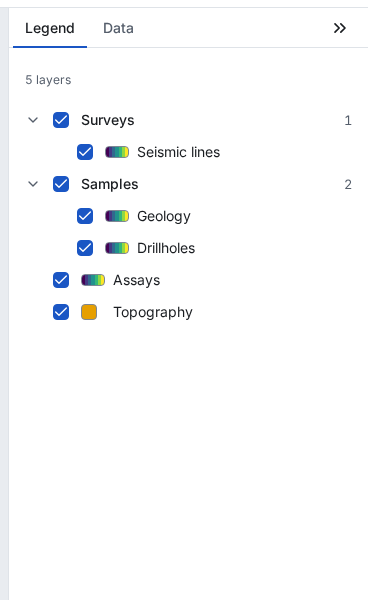 Legend Data
5 layers
Surveys 1
Seismic lines
Samples 2
Geology
Drillholes
Assays
Topography